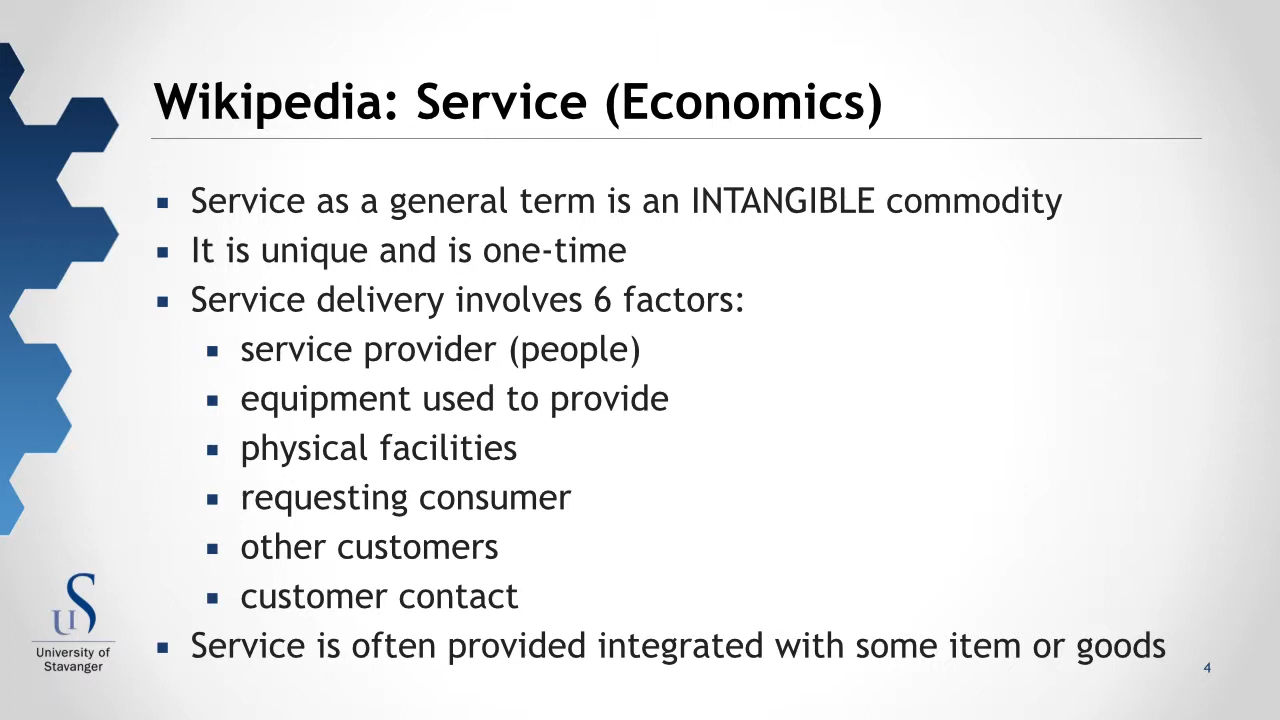 Wikipedia: Service (Economics)
▪ Service as a general term is an INTANGIBLE commodity
▪ It is unique and is one-time
▪ Service delivery involves 6 factors:
▪ service provider (people)
▪ equipment used to provide
▪ physical facilities
▪ requesting consumer
▪ other customers
▪ customer contact
▪ Service is often provided integrated with some item or goods
uS
University of
Stavanger
4